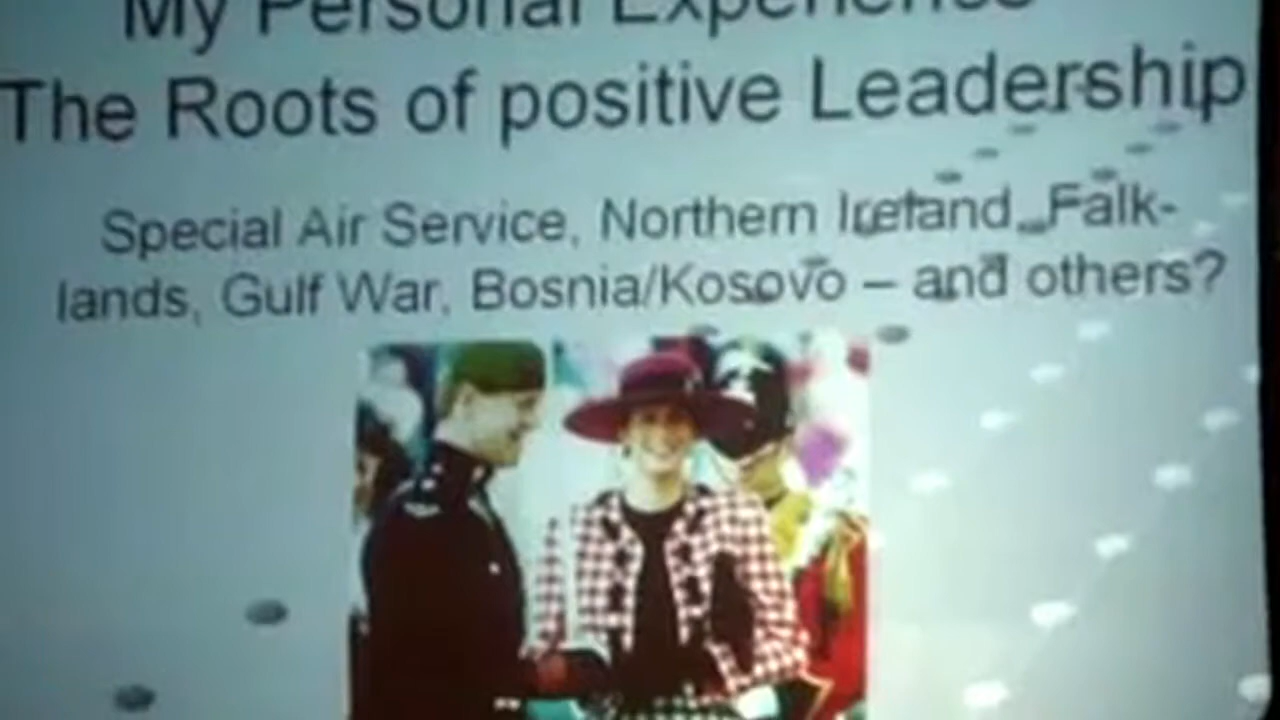 My Personal Experience
The Roots of positive Leadership
Special Air Service, Northern Ireland, Falk-
lands, Gulf War, Bosnia/Kosovo – and others?